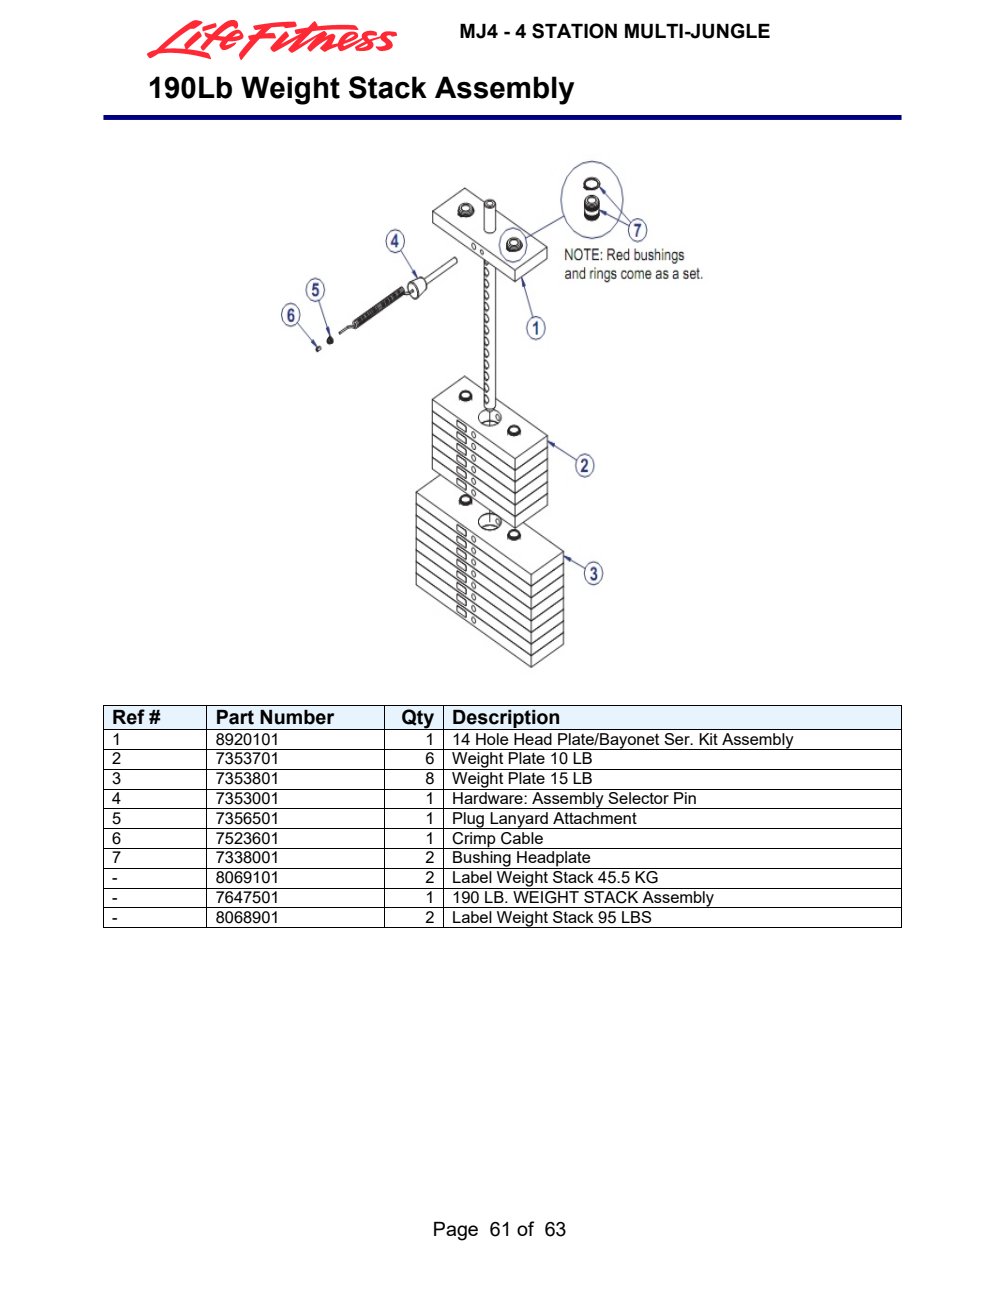 Life Fitness
MJ4 - 4 STATION MULTI-JUNGLE
190Lb Weight Stack Assembly
7
NOTE: Red bushings
and rings come as a set.
4
5
6
1
2
3
Ref # Part Number Qty Description
1 8920101 1 14 Hole Head Plate/Bayonet Ser. Kit Assembly
2 7353701 6 Weight Plate 10 LB
3 7353801 8 Weight Plate 15 LB
4 7353001 1 Hardware: Assembly Selector Pin
5 7356501 1 Plug Lanyard Attachment
6 7523601 1 Crimp Cable
7 7338001 2 Bushing Headplate
- 8069101 2 Label Weight Stack 45.5 KG
- 7647501 1 190 LB. WEIGHT STACK Assembly
- 8068901 2 Label Weight Stack 95 LBS
Page 61 of 63